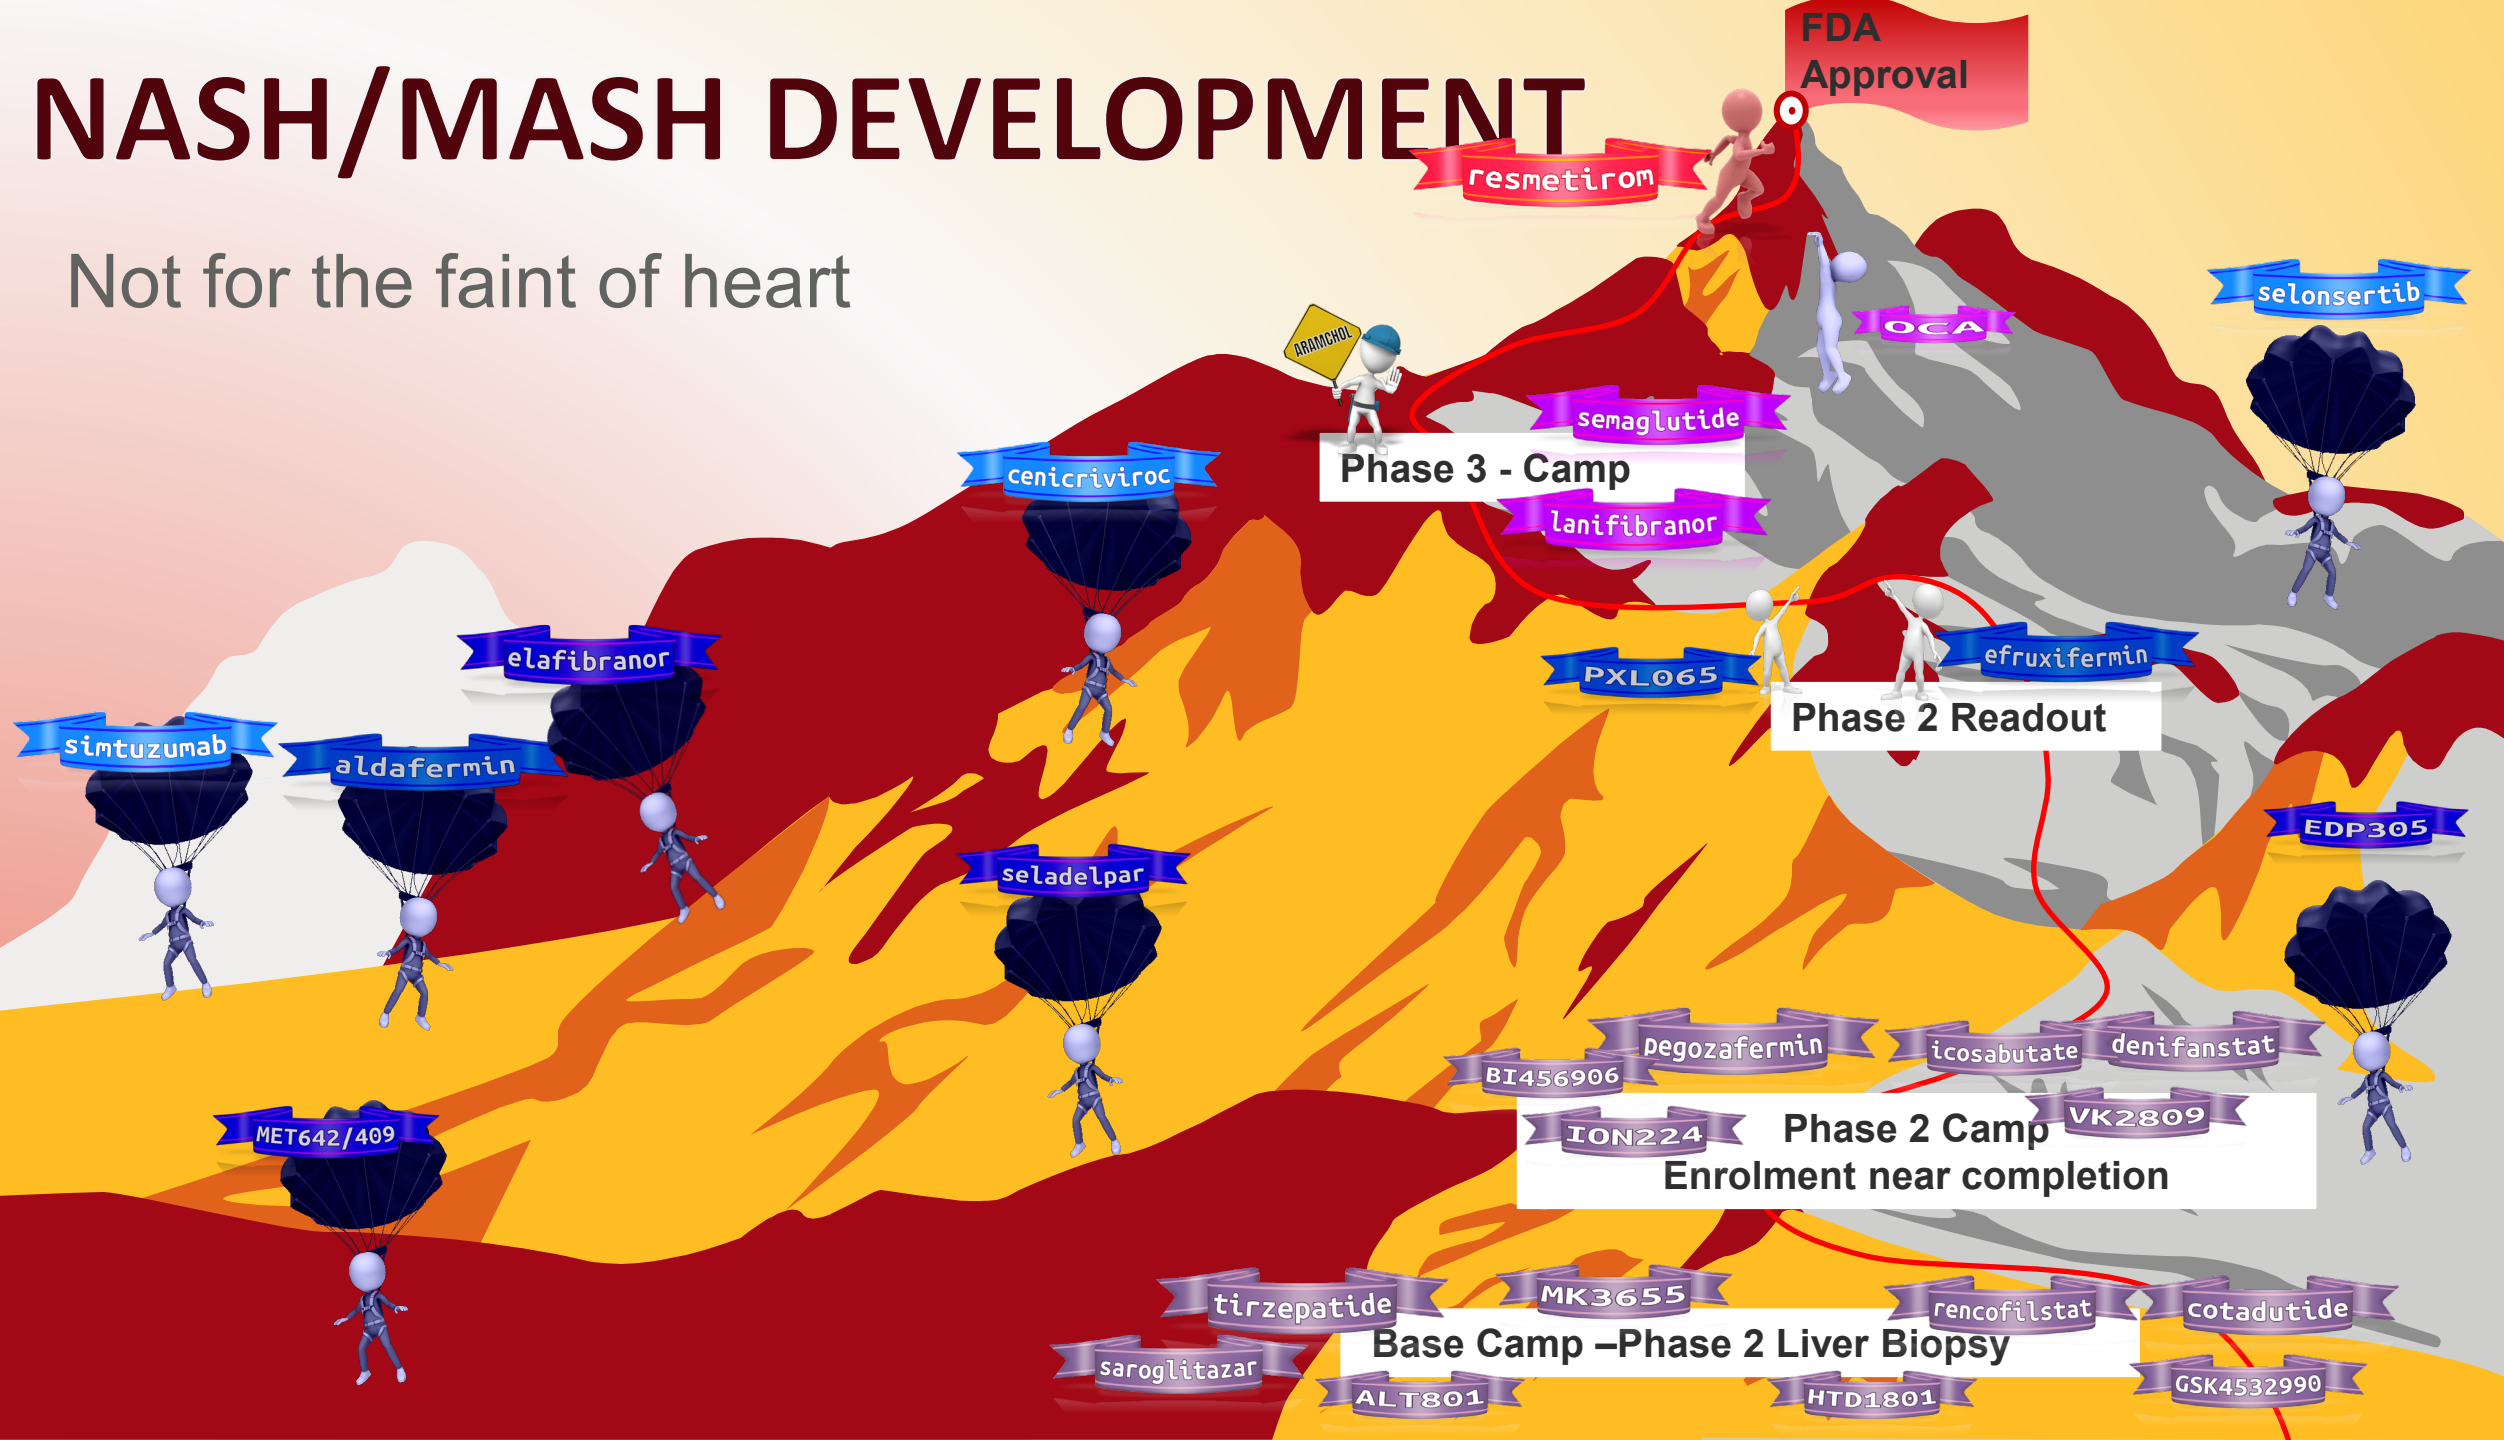 NASH/MASH DEVELOPMENT
Not for the faint of heart
FDA
Approval
resmetirom
OCA
selonsertib
ARAMCHOL
semaglutide
Phase 3 - Camp
lanifibranor
cenicriviroc
elafibranor
simtuzumab
aldafermin
PXL065
efruxifermin
Phase 2 Readout
EDP305
seladelpar
pegozafermin
icosabutate
denifanstat
BI456906
ION224
Phase 2 Camp
VK2809
Enrolment near completion
MET642/409
tirzepatide
MK3655
rencofilstat
cotadutide
Base Camp –Phase 2 Liver Biopsy
saroglitazar
ALT801
HTD1801
GSK4532990